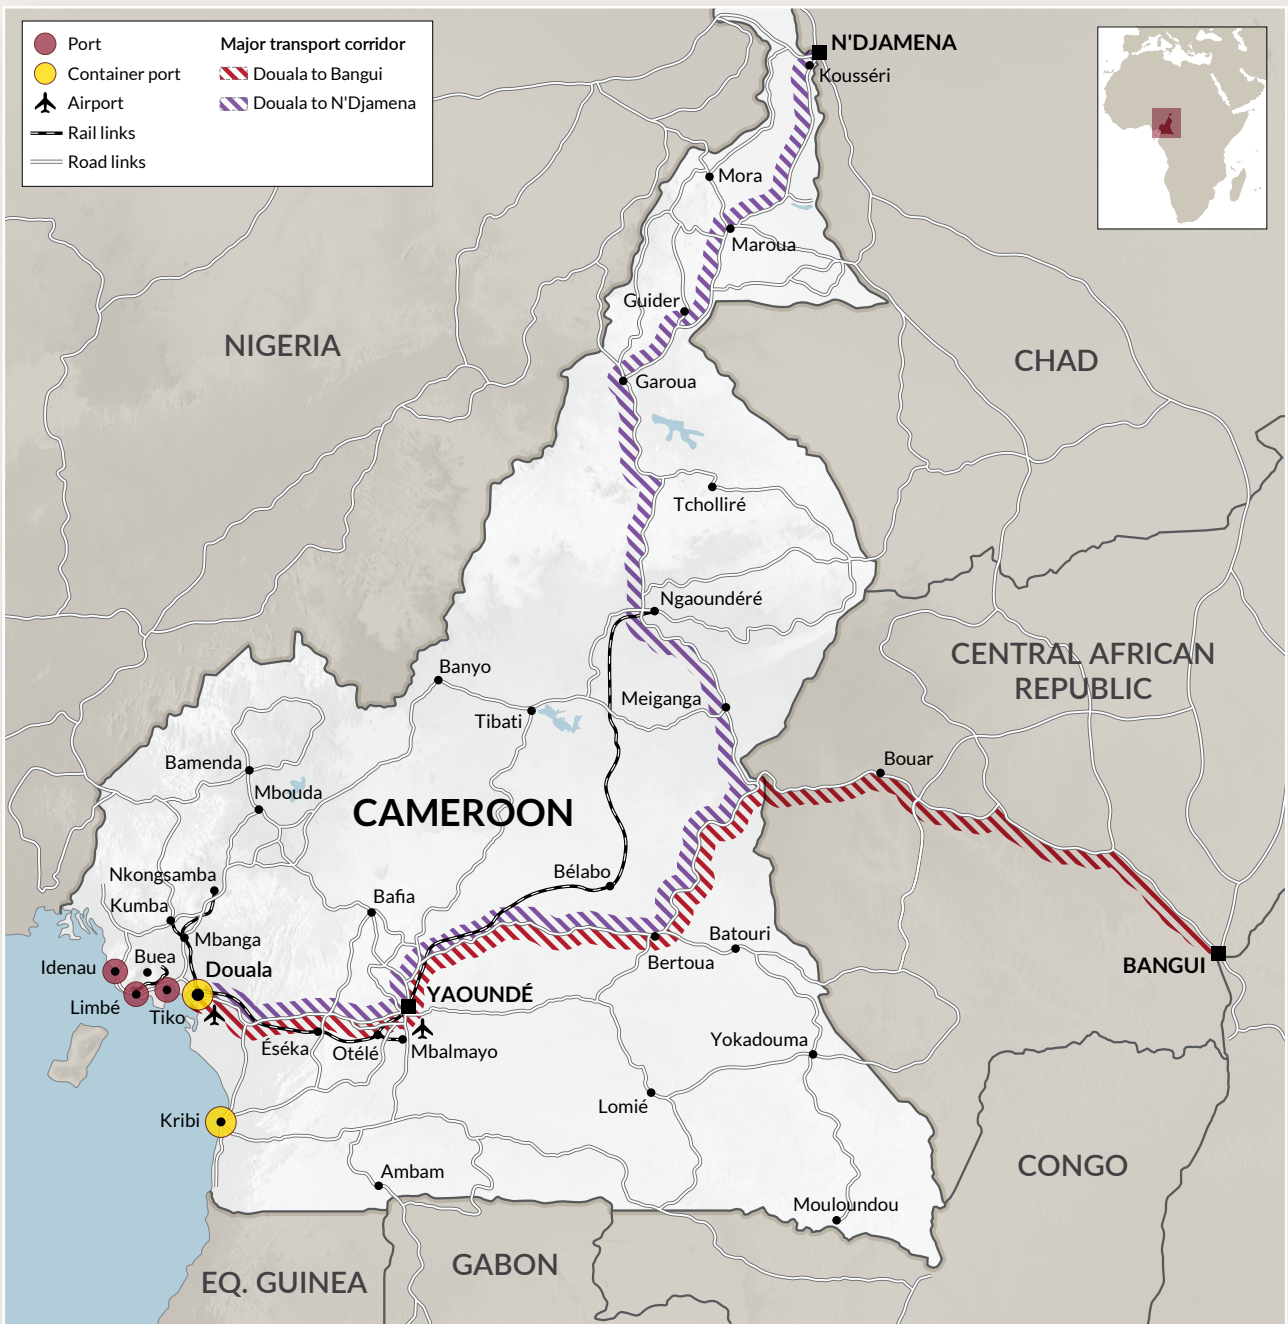 Port
Container port
Airport
Rail links
Road links
Major transport corridor
Douala to Bangui
Douala to N'Djamena
N'DJAMENA
Kousséri
Mora
Maroua
Guider
NIGERIA
CHAD
Garoua
Tcholliré
Ngaoundéré
CENTRAL AFRICAN
REPUBLIC
Banyo
Meiganga
Tibati
Bamenda
Bouar
Mbouda
CAMEROON
Nkongsamba
Bélabo
Kumba
Bafia
Mbanga
Batouri
Buea
Idenau
Douala
Bertoua
BANGUI
YAOUNDÉ
Limbé
Tiko
Éséka
Otélé
Mbalmayo
Yokadouma
Lomié
Kribi
Ambam
CONGO
Mouloundou
GABON
EQ. GUINEA